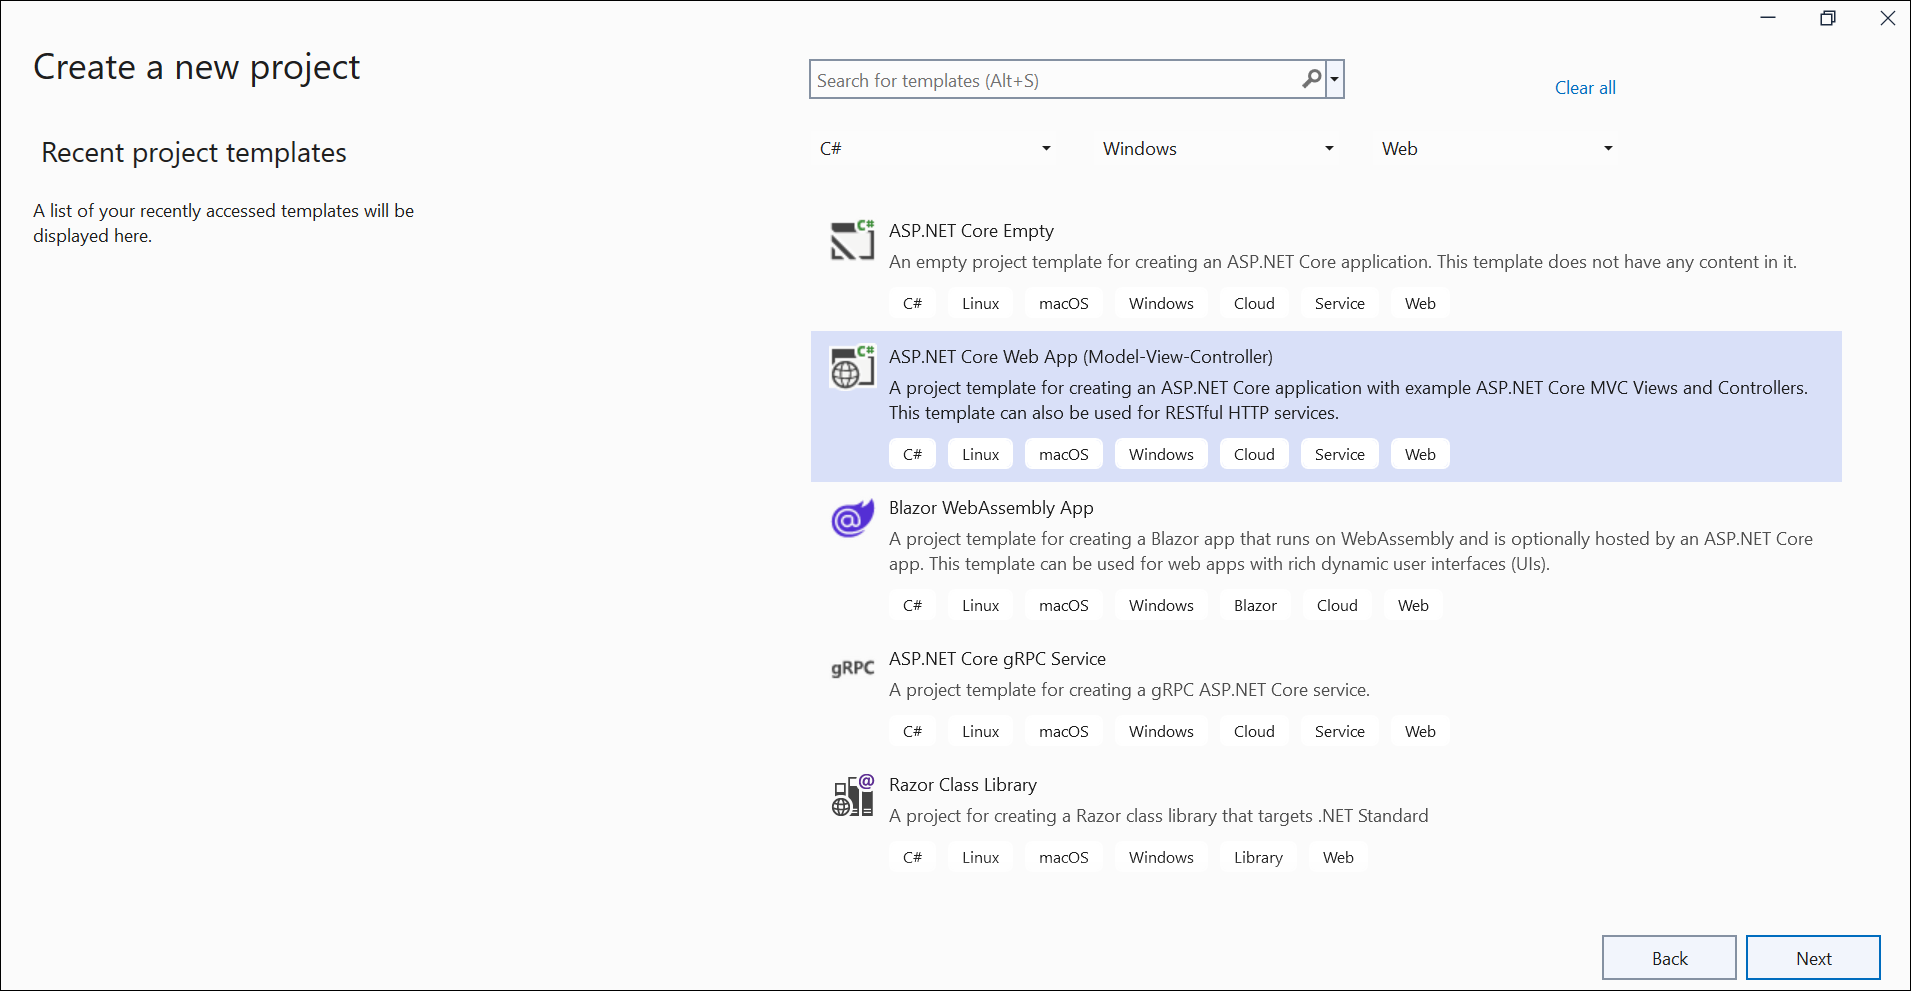 Create a new project
Search for templates (Alt+S)
Clear all
Recent project templates
C#
Windows
Web
A list of your recently accessed templates will be
displayed here.
C#
ASP.NET Core Empty
An empty project template for creating an ASP.NET Core application. This template does not have any content in it.
C# Linux macOS Windows Cloud Service Web
C#
ASP.NET Core Web App (Model-View-Controller)
A project template for creating an ASP.NET Core application with example ASP.NET Core MVC Views and Controllers.
This template can also be used for RESTful HTTP services.
C# Linux macOS Windows Cloud Service Web
@
Blazor WebAssembly App
A project template for creating a Blazor app that runs on WebAssembly and is optionally hosted by an ASP.NET Core
app. This template can be used for web apps with rich dynamic user interfaces (UIs).
C# Linux macOS Windows Blazor Cloud Web
gRPC
ASP.NET Core gRPC Service
A project template for creating a gRPC ASP.NET Core service.
C# Linux macOS Windows Cloud Service Web
@
Razor Class Library
A project for creating a Razor class library that targets .NET Standard
C# Linux macOS Windows Library Web
Back
Next